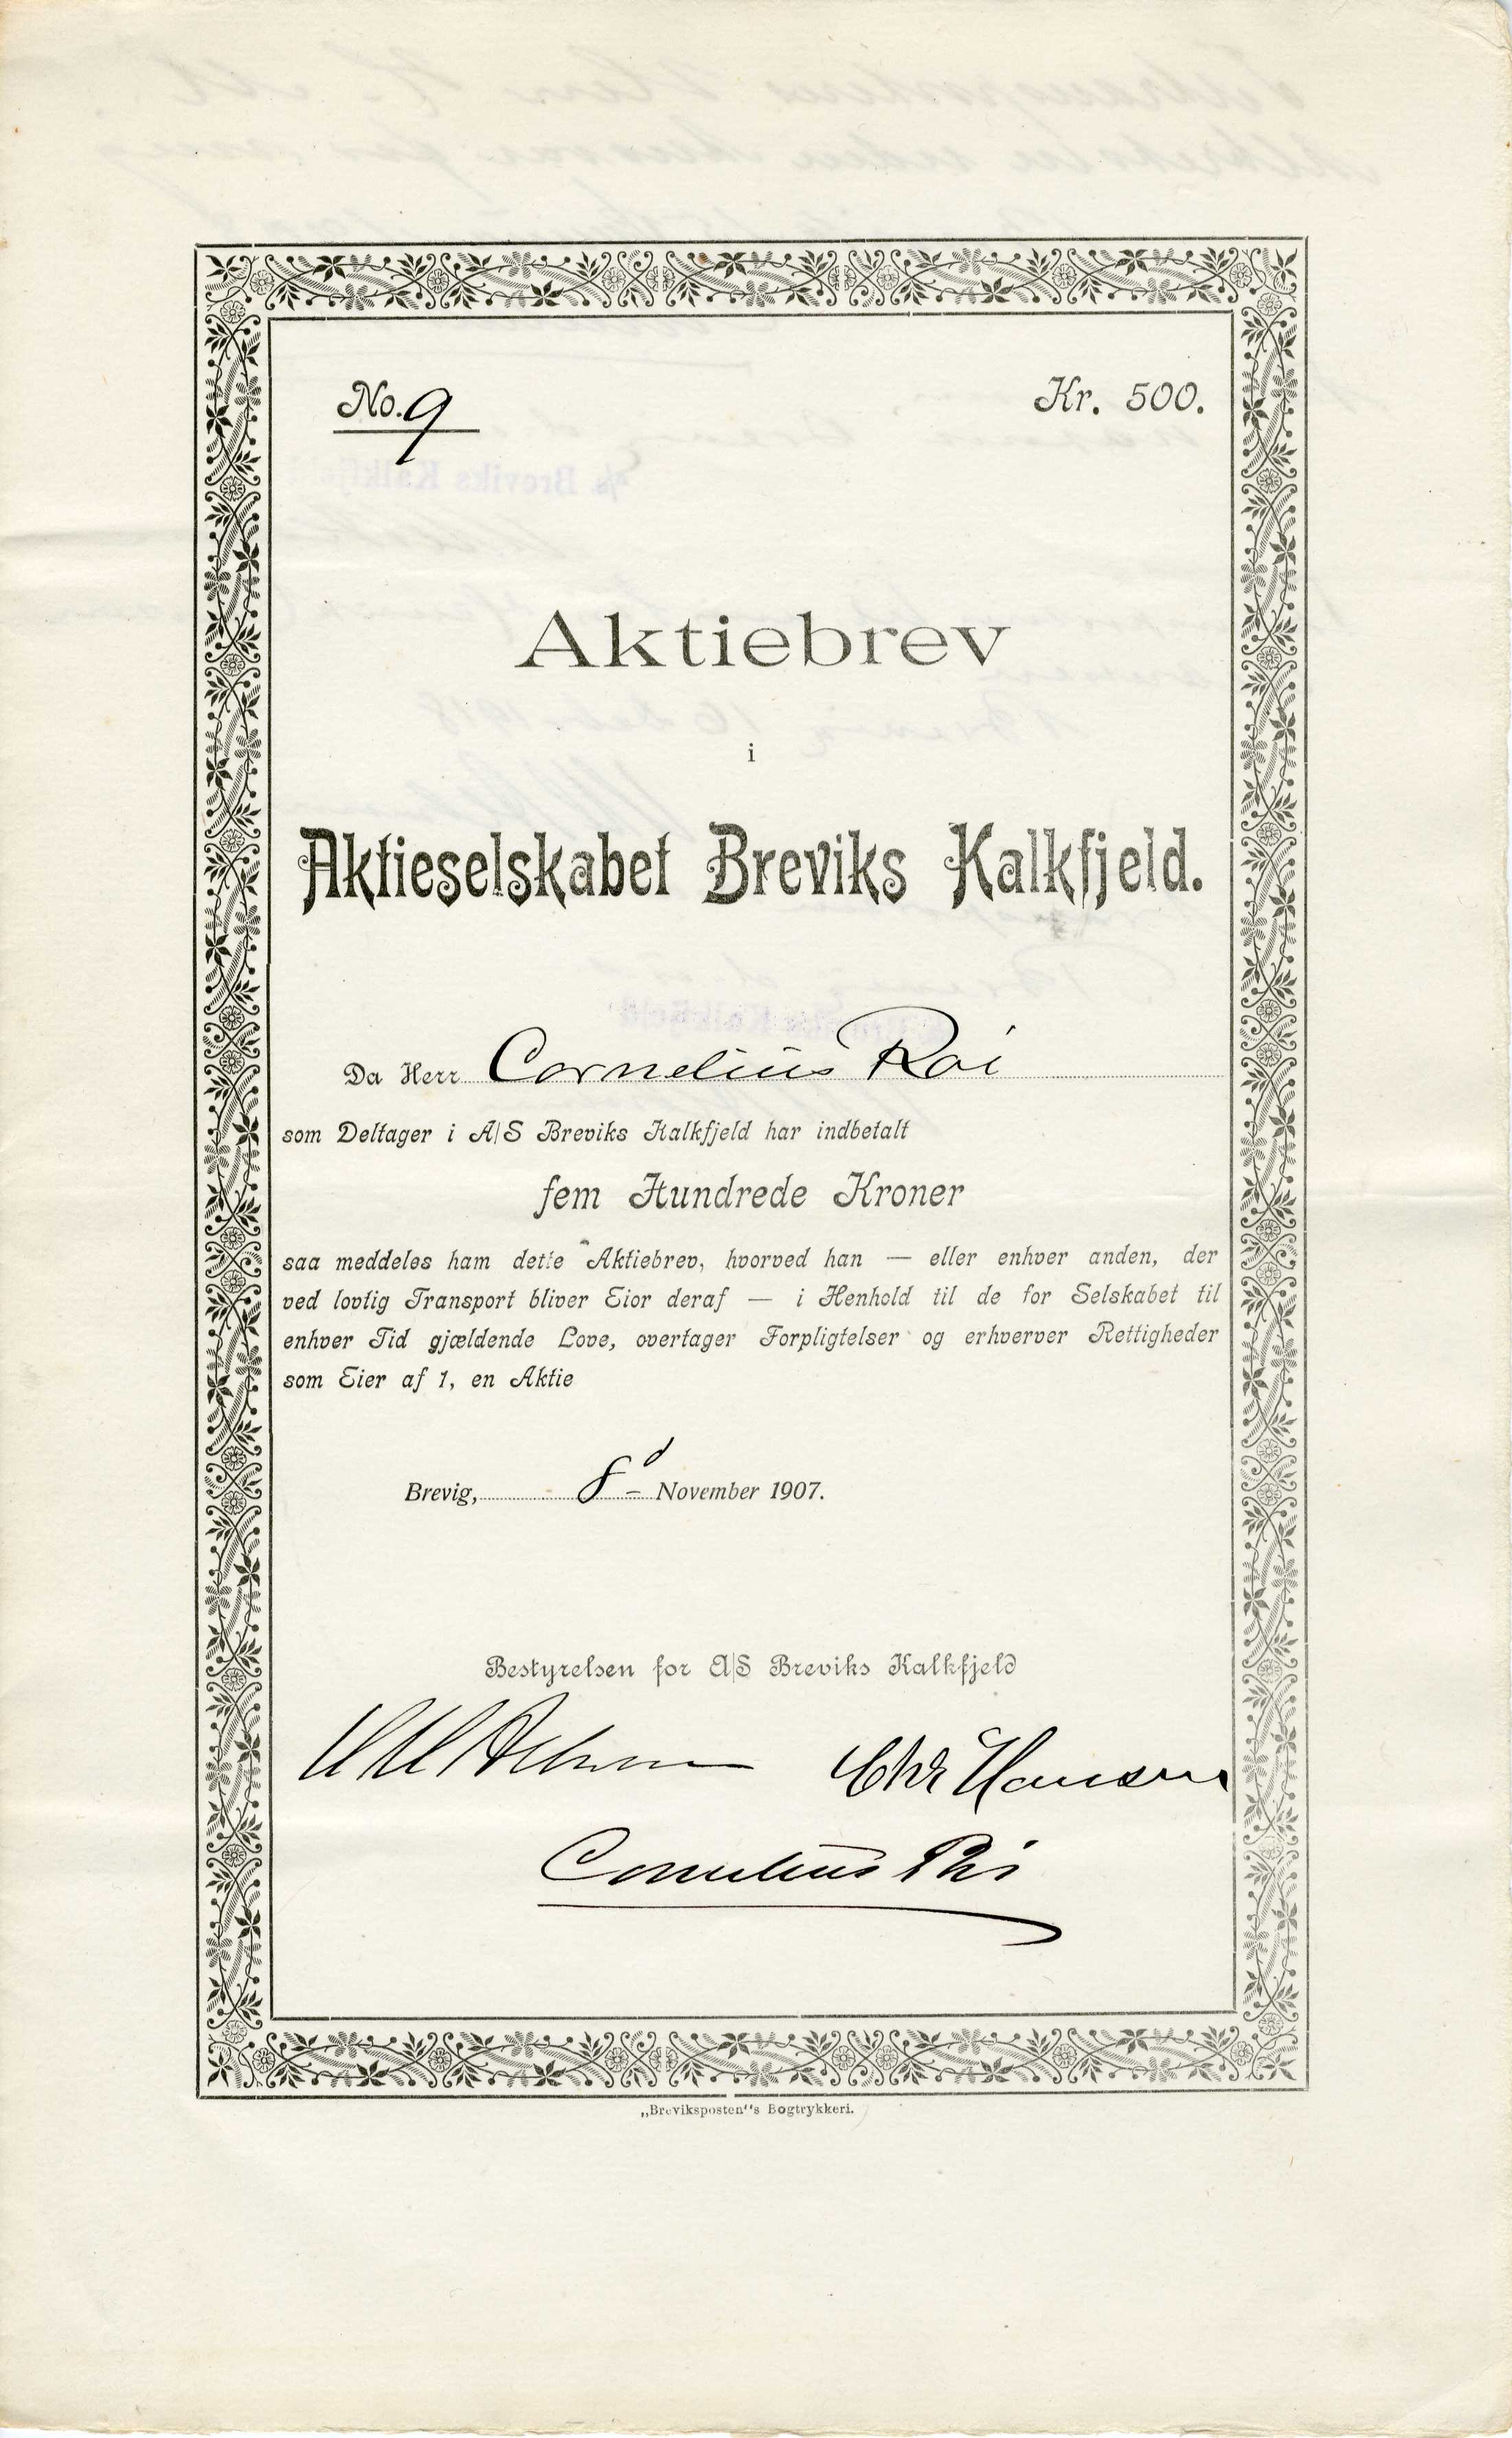 No. 9
Kr. 500.
Aktiebrev
i
Aktieselskabet Breviks Kalkfjeld.
Da Herr Cornelius Roi
som Deltager i A/S Breviks Kalkfjeld har indbetalt
fem Hundrede Kroner
saa meddeles ham dette Aktiebrev, hvorved han — eller enhver anden, der
ved lovlig Transport bliver Eier deraf — i Henhold til de for Selskabet til
enhver Tid gjældende Love, overtager Forpligtelser og erhverver Rettigheder
som Eier af 1, en Aktie
Brevig, 8d November 1907.
Bestyrelsen for A/S Breviks Kalkfjeld
Chr Hansen
Cornelius Roi
„Breviksposten"s Bogtrykkeri.